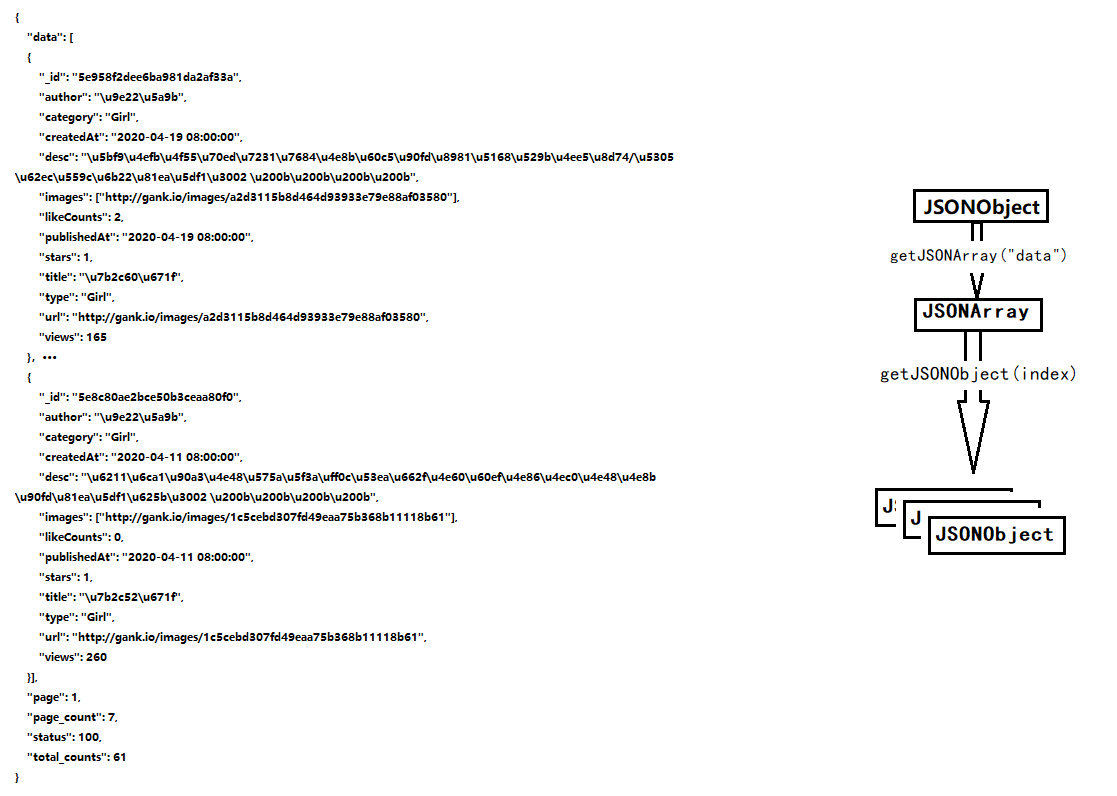 {
"data": [
{
"_id": "5e958f2dee6ba981da2af33a",
"author": "\u9e22\u5a9b",
"category": "Girl",
"createdAt": "2020-04-19 08:00:00",
"desc": "\u5bf9\u4efb\u4f55\u70ed\u7231\u7684\u4e8b\u60c5\u90fd\u8981\u5168\u529b\u4ee5\u8d74/\u5305
\u62ec\u559c\u6b22\u81ea\u5df1\u3002 \u200b\u200b\u200b\u200b",
"images": ["http://gank.io/images/a2d3115b8d464d93933e79e88af03580"],
"likeCounts": 2,
"publishedAt": "2020-04-19 08:00:00",
"stars": 1,
"title": "\u7b2c60\u671f",
"type": "Girl",
"url": "http://gank.io/images/a2d3115b8d464d93933e79e88af03580",
"views": 165
}, ···
{
"_id": "5e8c80ae2bce50b3ceaa80f0",
"author": "\u9e22\u5a9b",
"category": "Girl",
"createdAt": "2020-04-11 08:00:00",
"desc": "\u6211\u6ca1\u90a3\u4e48\u575a\u5f3a\uff0c\u53ea\u662f\u4e60\u60ef\u4e86\u4ec0\u4e48\u4e8b
\u90fd\u81ea\u5df1\u625b\u3002 \u200b\u200b\u200b\u200b",
"images": ["http://gank.io/images/1c5cebd307fd49eaa75b368b11118b61"],
"likeCounts": 0,
"publishedAt": "2020-04-11 08:00:00",
"stars": 1,
"title": "\u7b2c52\u671f",
"type": "Girl",
"url": "http://gank.io/images/1c5cebd307fd49eaa75b368b11118b61",
"views": 260
}],
"page": 1,
"page_count": 7,
"status": 100,
"total_counts": 61
}
JSONObject
getJSONArray("data")
JSONArray
getJSONObject(index)
JSONObject